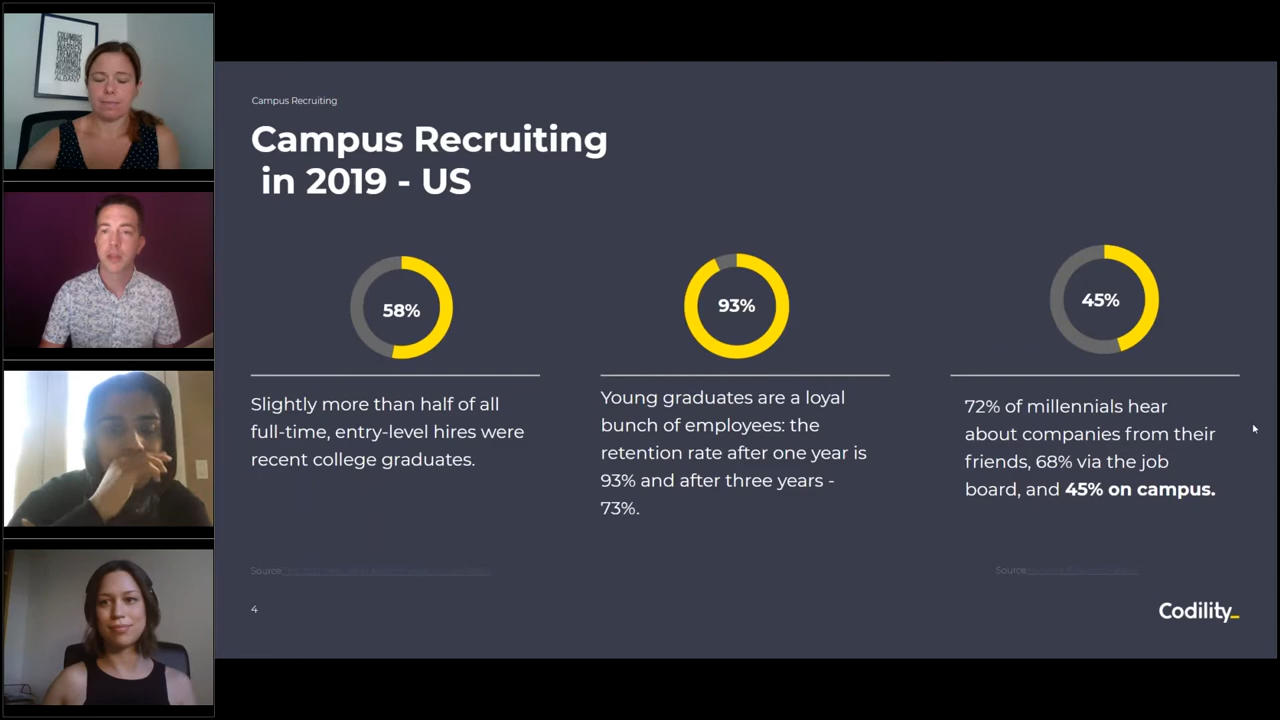 Campus Recruiting
Campus Recruiting
in 2019 - US
58%
Slightly more than half of all
full-time, entry-level hires were
recent college graduates.
93%
Young graduates are a loyal
bunch of employees: the
retention rate after one year is
93% and after three years -
73%.
45%
72% of millennials hear
about companies from their
friends, 68% via the job
board, and 45% on campus.
Source
Source
4
Codility_